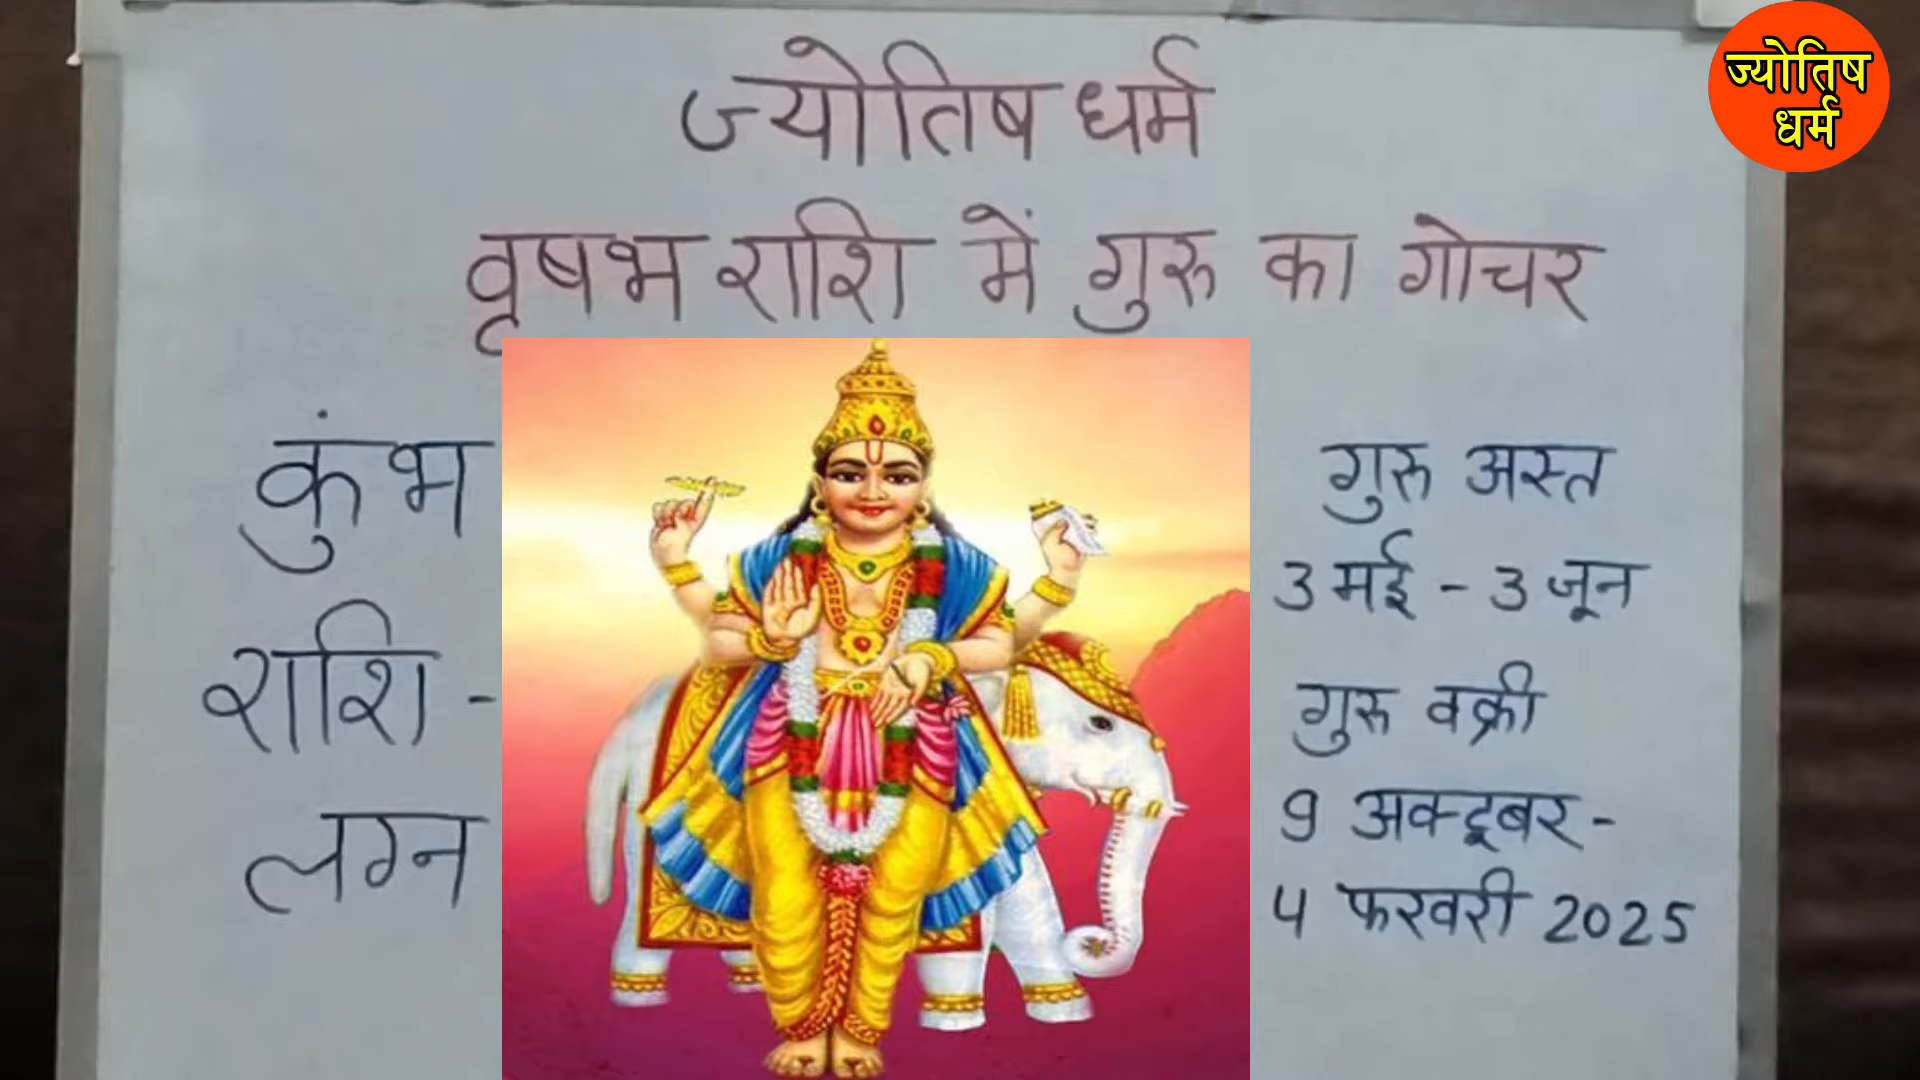 ज्योतिष धर्म
ज्योतिष
धर्म
वृषभ राशि में गुरु का गोचर
कुंभ
राशि -
लग्न
गुरु अस्त
3 मई - 3 जून
गुरु वक्री
9 अक्टूबर -
4 फरवरी 2025